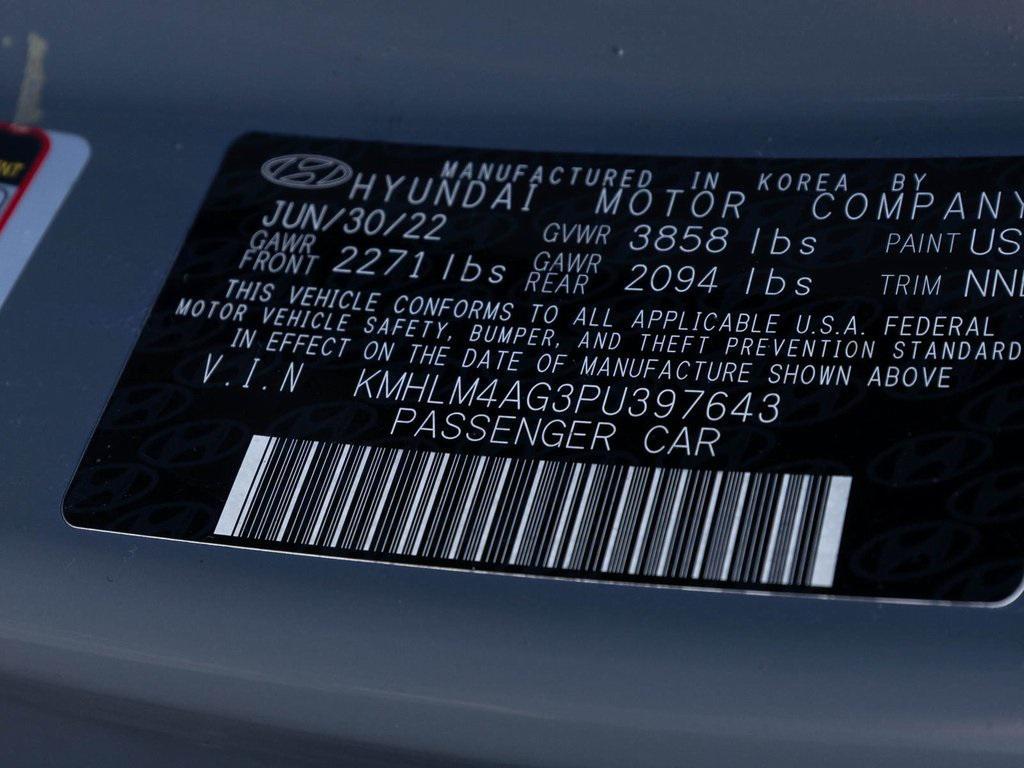 NT
MANUFACTURED IN KOREA BY
HYUNDAI MOTOR COMPANY
JUN/30/22 GVWR 3858 lbs PAINT US
GAWR FRONT 2271 lbs GAWR REAR 2094 lbs TRIM NN
THIS VEHICLE CONFORMS TO ALL APPLICABLE U.S.A. FEDERAL
MOTOR VEHICLE SAFETY, BUMPER, AND THEFT PREVENTION STANDARD
IN EFFECT ON THE DATE OF MANUFACTURE SHOWN ABOVE
V.I.N KMHLM4AG3PU397643
PASSENGER CAR